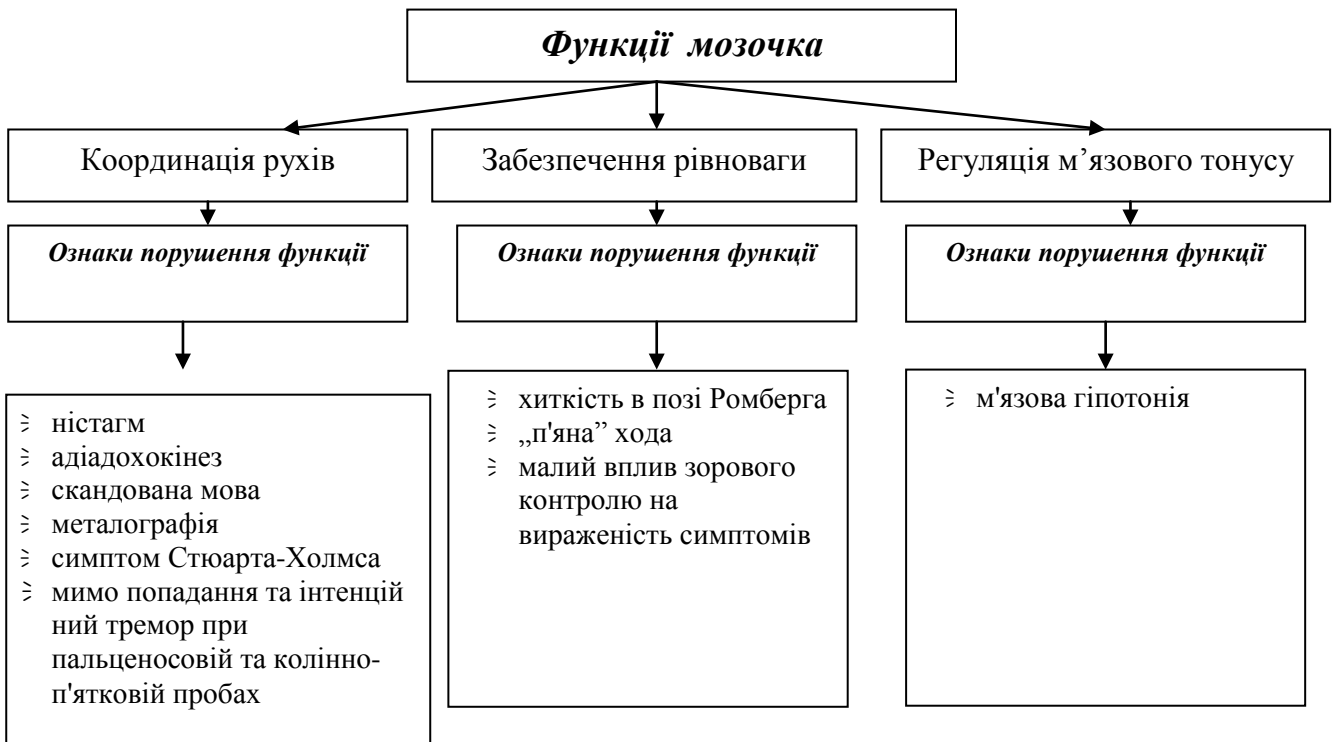 Функції мозочка
Координація рухів
Забезпечення рівноваги
Регуляція м’язового тонусу
Ознаки порушення функції
Ознаки порушення функції
Ознаки порушення функції
ністагм
адіадохокінез
скандована мова
металографія
симптом Стюарта-Холмса
мимо попадання та інтенцій
ний тремор при
пальценосовій та колінно-
п'ятковій пробах
хиткість в позі Ромберга
„п'яна” хода
малий вплив зорового
контролю на
вираженість симптомів
м'язова гіпотонія